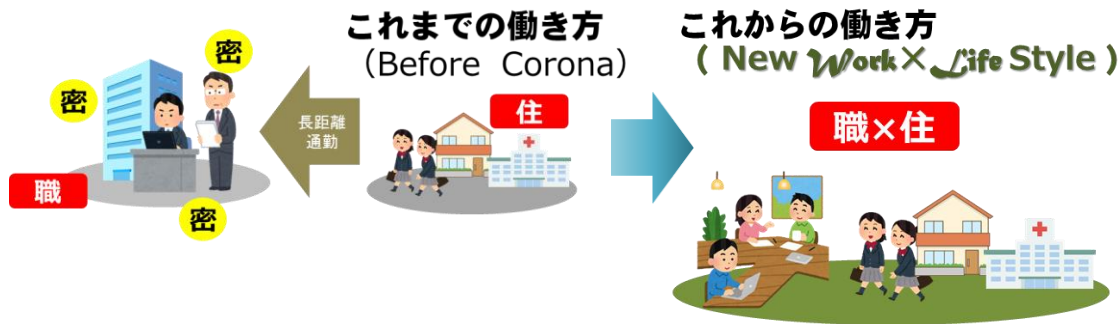 これまでの働き方
（Before Corona）
密
密
密
職
長距離
通勤
住
これからの働き方
( New Work×Life Style )
職×住